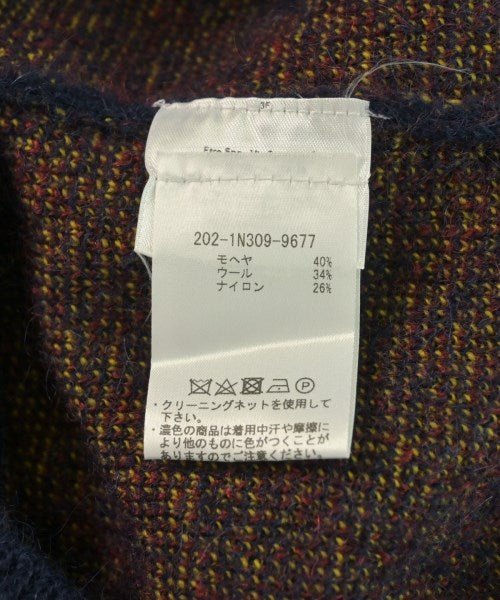 202-1N309-9677
モヘヤ 40%
ウール 34%
ナイロン 26%
・クリーニングネットを使用して
下さい。
・濃色の商品は着用中汗や摩擦に
より他のものに色がつくことが
ありますのでご注意ください。